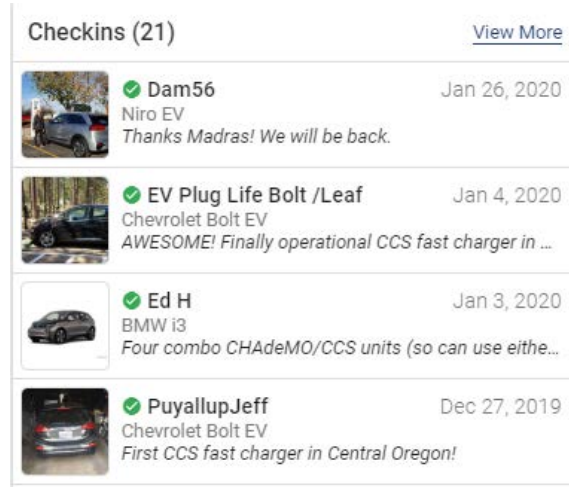 Checkins (21) View More
Dam56 Jan 26, 2020
Niro EV
Thanks Madras! We will be back.
EV Plug Life Bolt /Leaf Jan 4, 2020
Chevrolet Bolt EV
AWESOME! Finally operational CCS fast charger in ...
Ed H Jan 3, 2020
BMW i3
Four combo CHAdeMO/CCS units (so can use eithe...
PuyallupJeff Dec 27, 2019
Chevrolet Bolt EV
First CCS fast charger in Central Oregon!